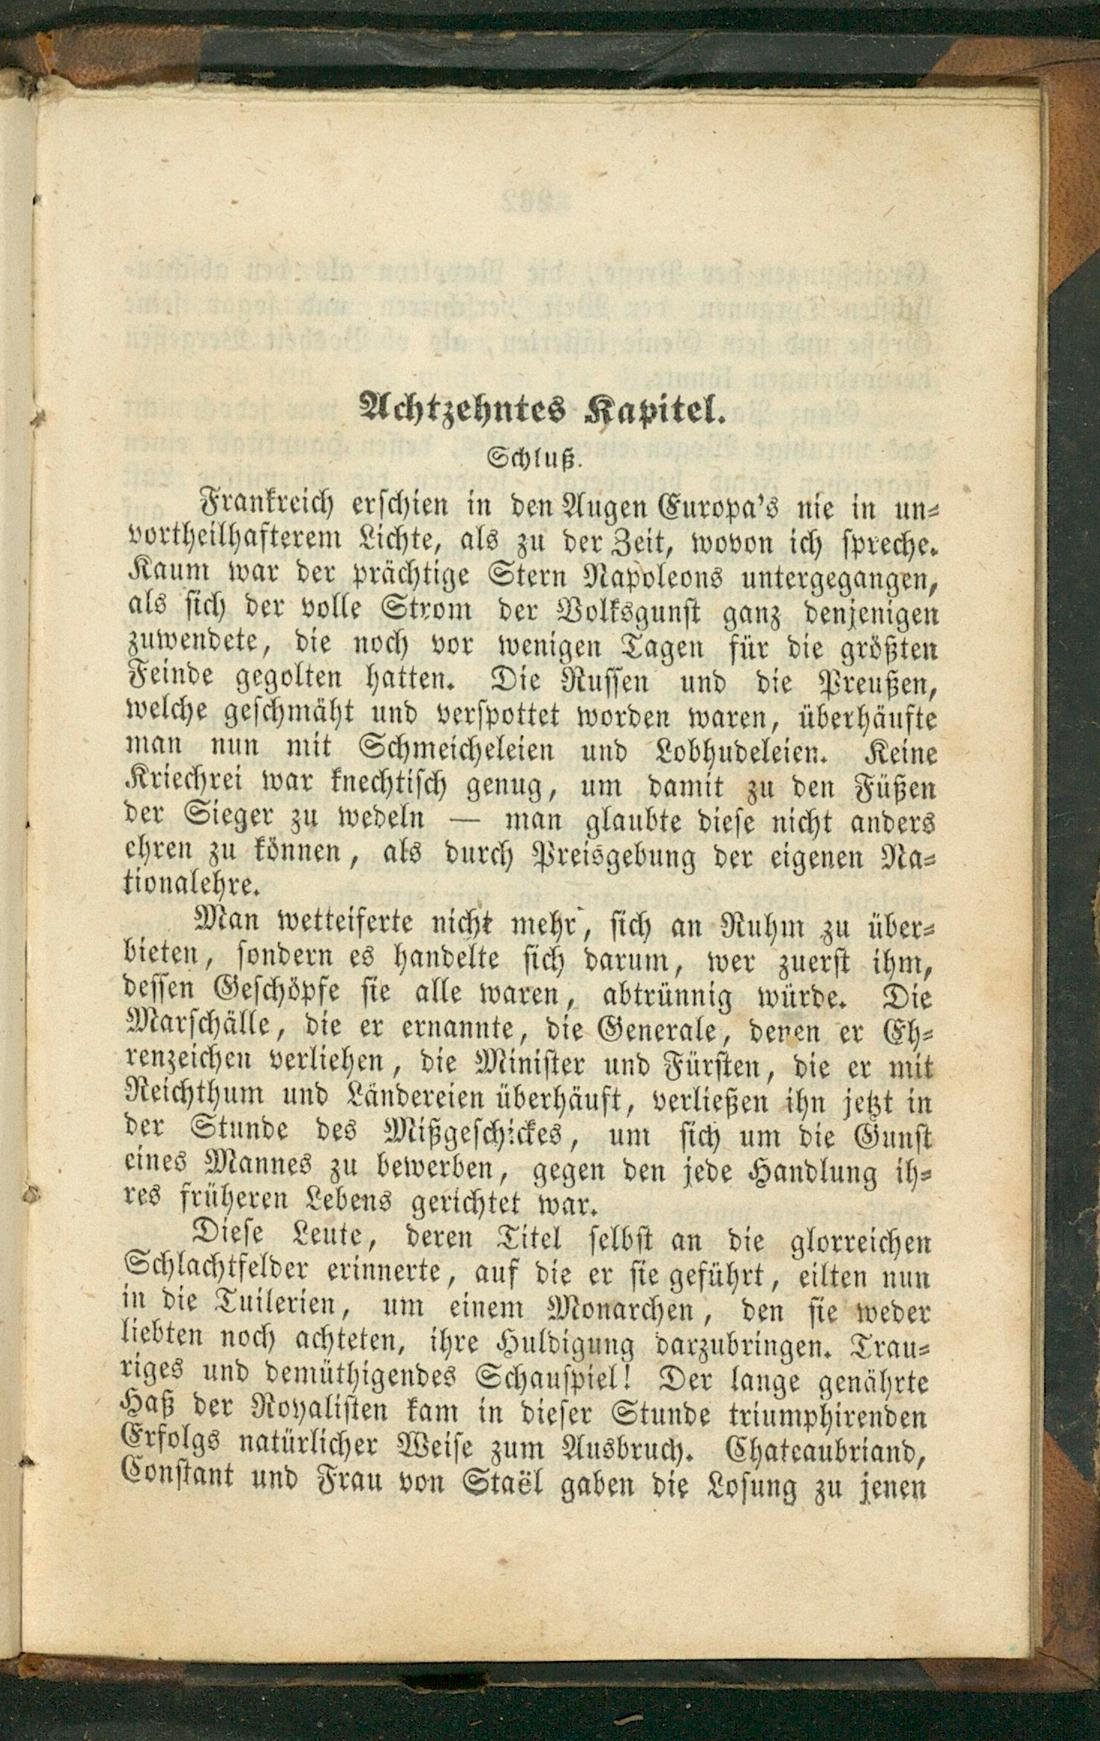 Achtzehntes Kapitel.
Schluß.
Frankreich erschien in den Augen Europa's nie in un-
vortheilhafterem Lichte, als zu der Zeit, wovon ich spreche.
Kaum war der prächtige Stern Napoleons untergegangen,
als sich der volle Strom der Volksgunst ganz denjenigen
zuwendete, die noch vor wenigen Tagen für die größten
Feinde gegolten hatten. Die Russen und die Preußen,
welche geschmäht und verspottet worden waren, überhäufte
man nun mit Schmeicheleien und Lobhudeleien. Keine
Kriechrei war knechtisch genug, um damit zu den Füßen
der Sieger zu wedeln — man glaubte diese nicht anders
ehren zu können, als durch Preisgebung der eigenen Na-
tionalehre.
Man wetteiferte nicht mehr, sich an Ruhm zu über-
bieten, sondern es handelte sich darum, wer zuerst ihm,
dessen Geschöpfe sie alle waren, abtrünnig würde. Die
Marschälle, die er ernannte, die Generale, denen er Eh-
renzeichen verliehen, die Minister und Fürsten, die er mit
Reichthum und Ländereien überhäuft, verließen ihn jetzt in
der Stunde des Mißgeschickes, um sich um die Gunst
eines Mannes zu bewerben, gegen den jede Handlung ih-
res früheren Lebens gerichtet war.
Diese Leute, deren Titel selbst an die glorreichen
Schlachtfelder erinnerte, auf die er sie geführt, eilten nun
in die Tuilerien, um einem Monarchen, den sie weder
liebten noch achteten, ihre Huldigung darzubringen. Trau-
riges und demüthigendes Schauspiel! Der lange genährte
Haß der Royalisten kam in dieser Stunde triumphirenden
Erfolgs natürlicher Weise zum Ausbruch. Chateaubriand,
Constant und Frau von Staël gaben die Losung zu jenen